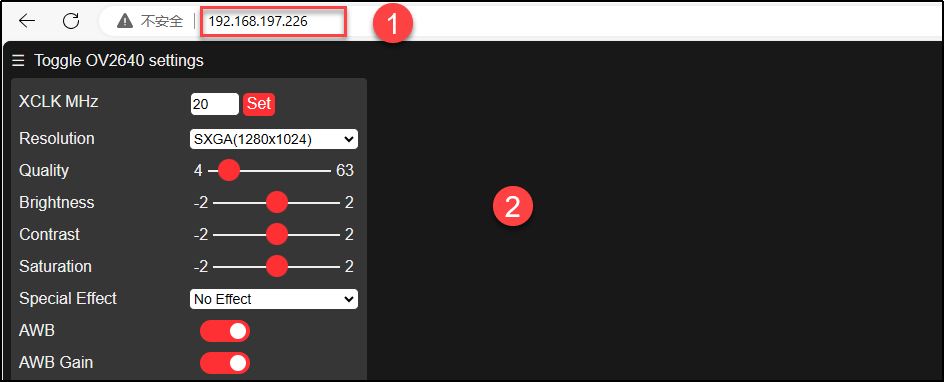 不安全 192.168.197.226 1
☰ Toggle OV2640 settings
XCLK MHz 20 Set
Resolution SXGA(1280x1024)
Quality 4 63
Brightness -2 2
2
Contrast -2 2
Saturation -2 2
Special Effect No Effect
AWB
AWB Gain